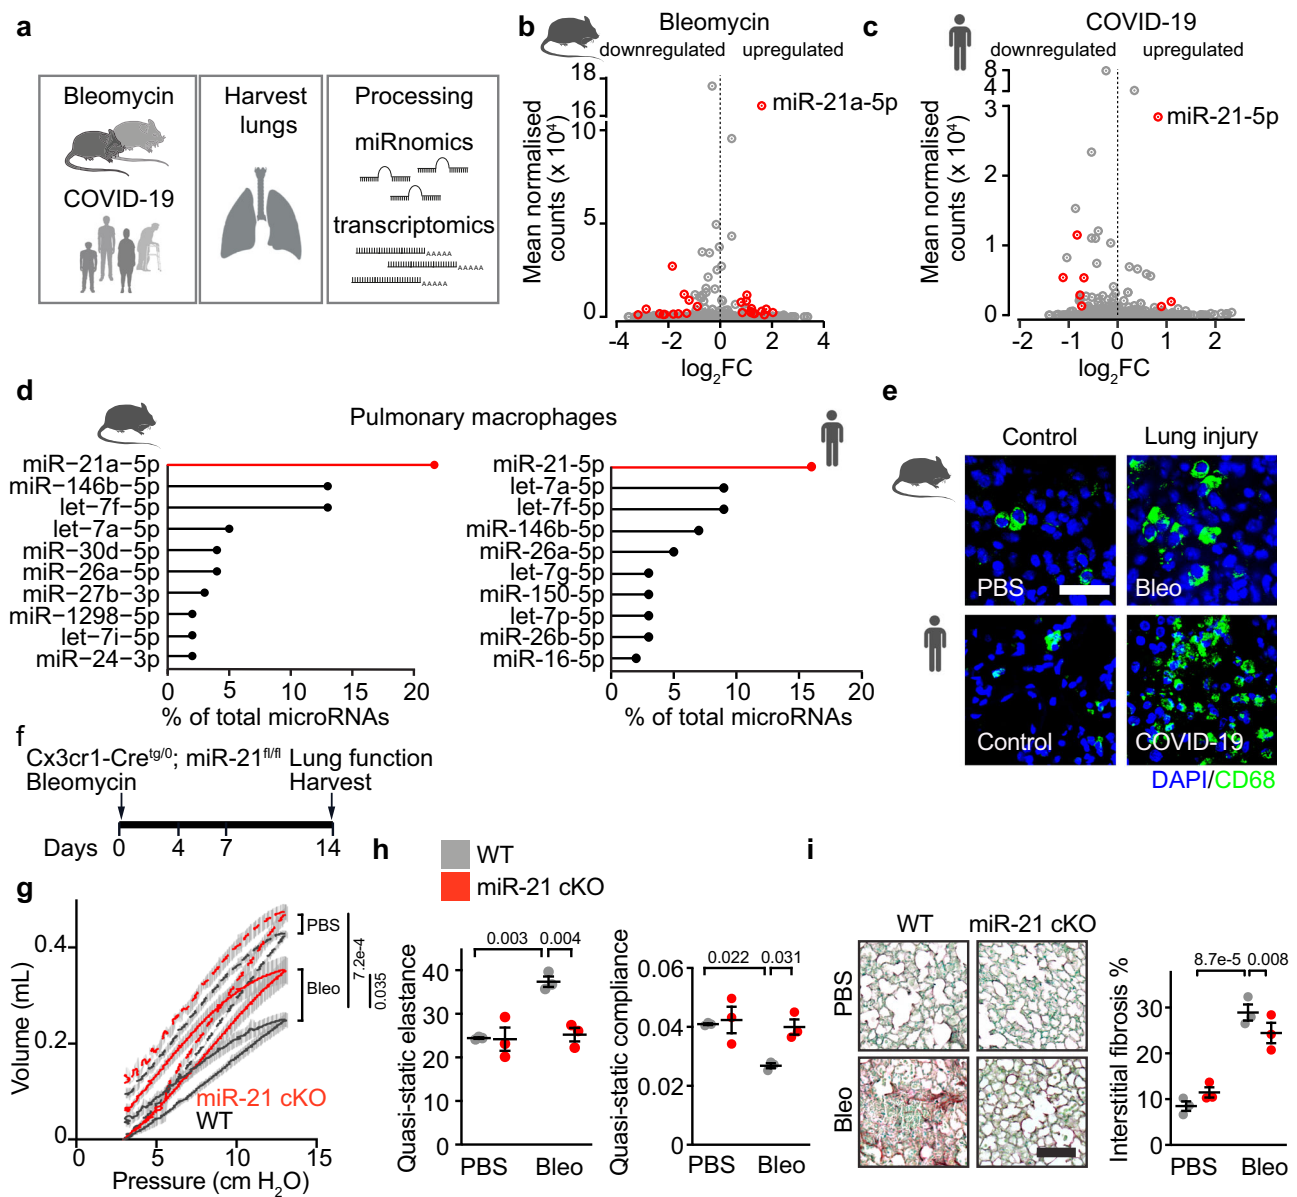 a
Bleomycin
COVID-19
Harvest
lungs
Processing
miRnomics
transcriptomics
AAAAA
AAAAA
AAAAA
b
Bleomycin
downregulated upregulated
miR-21a-5p
Mean normalised
counts (x 10⁴)
18
16
10
5
0
-4 -2 0 2 4
log₂FC
c
COVID-19
downregulated upregulated
miR-21-5p
Mean normalised
counts (x 10⁴)
8
4
3
2
1
0
-2 -1 0 1 2
log₂FC
d
Pulmonary macrophages
miR−21a−5p
miR−146b−5p
let−7f−5p
let−7a−5p
miR−30d−5p
miR−26a−5p
miR−27b−3p
miR−1298−5p
let−7i−5p
miR−24−3p
0 5 10 15 20
% of total microRNAs
miR-21-5p
let-7a-5p
let-7f-5p
miR-146b-5p
miR-26a-5p
let-7g-5p
miR-150-5p
let-7p-5p
miR-26b-5p
miR-16-5p
0 5 10 15 20
% of total microRNAs
e
Control Lung injury
PBS Bleo
Control COVID-19
DAPI/CD68
f
Cx3cr1-Creᵗᵍ/⁰; miR-21ᶠˡ/ᶠˡ Lung function
Bleomycin Harvest
Days 0 4 7 14
g
Volume (mL)
0.4
0.2
0
0 5 10 15
Pressure (cm H₂O)
PBS
Bleo
7.2e-4
0.035
miR-21 cKO
WT
h
WT
miR-21 cKO
Quasi-static elastance
40
30
20
10
0
0.003 0.004
PBS Bleo
Quasi-static compliance
0.06
0.04
0.02
0
0.022 0.031
PBS Bleo
i
WT miR-21 cKO
PBS
Bleo
Interstitial fibrosis %
30
20
10
0
8.7e-5 0.008
PBS Bleo